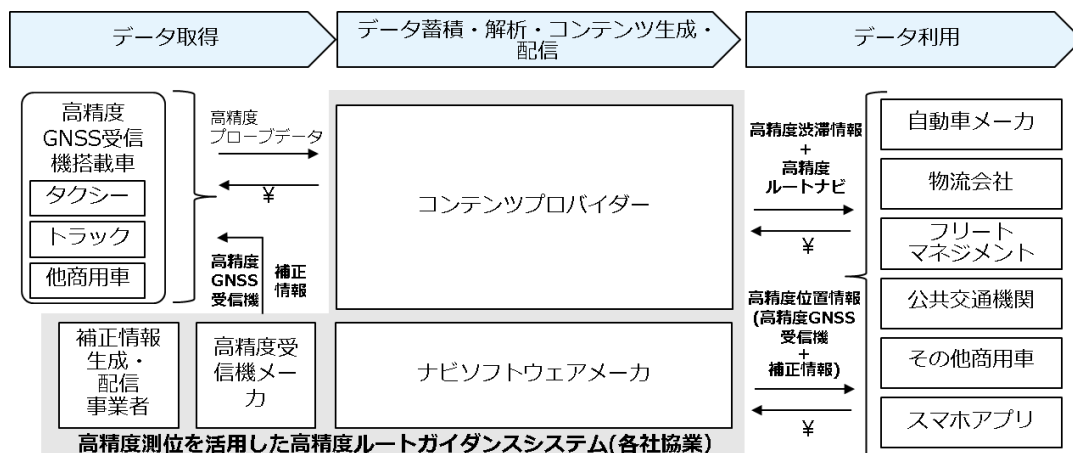 データ取得
データ蓄積・解析・コンテンツ生成・
配信
データ利用
高精度
GNSS受信
機搭載車
タクシー
トラック
他商用車
高精度
プローブデータ
¥
高精度
GNSS
受信機
補正
情報
コンテンツプロバイダー
高精度渋滞情報
+
高精度
ルートナビ
¥
高精度位置情報
(高精度GNSS
受信機
+
補正情報)
¥
自動車メーカ
物流会社
フリート
マネジメント
公共交通機関
その他商用車
スマホアプリ
補正情報
生成・
配信
事業者
高精度受
信機メー
カ
ナビソフトウェアメーカ
高精度測位を活用した高精度ルートガイダンスシステム(各社協業)